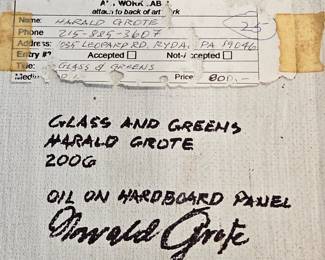 WORK LAB
attach to back of art rk
Name: HARALD GROTE 25
Phone 215-885-3607
Address: 1035 LEOPARD RD, RYDAL, PA 19046
Entry # Accepted Not-Accepted
Title: GLASS & GREENS
Price 800.-
GLASS AND GREENS
HARALD GROTE
2006
OIL ON HARDBOARD PANEL
Harald Grote